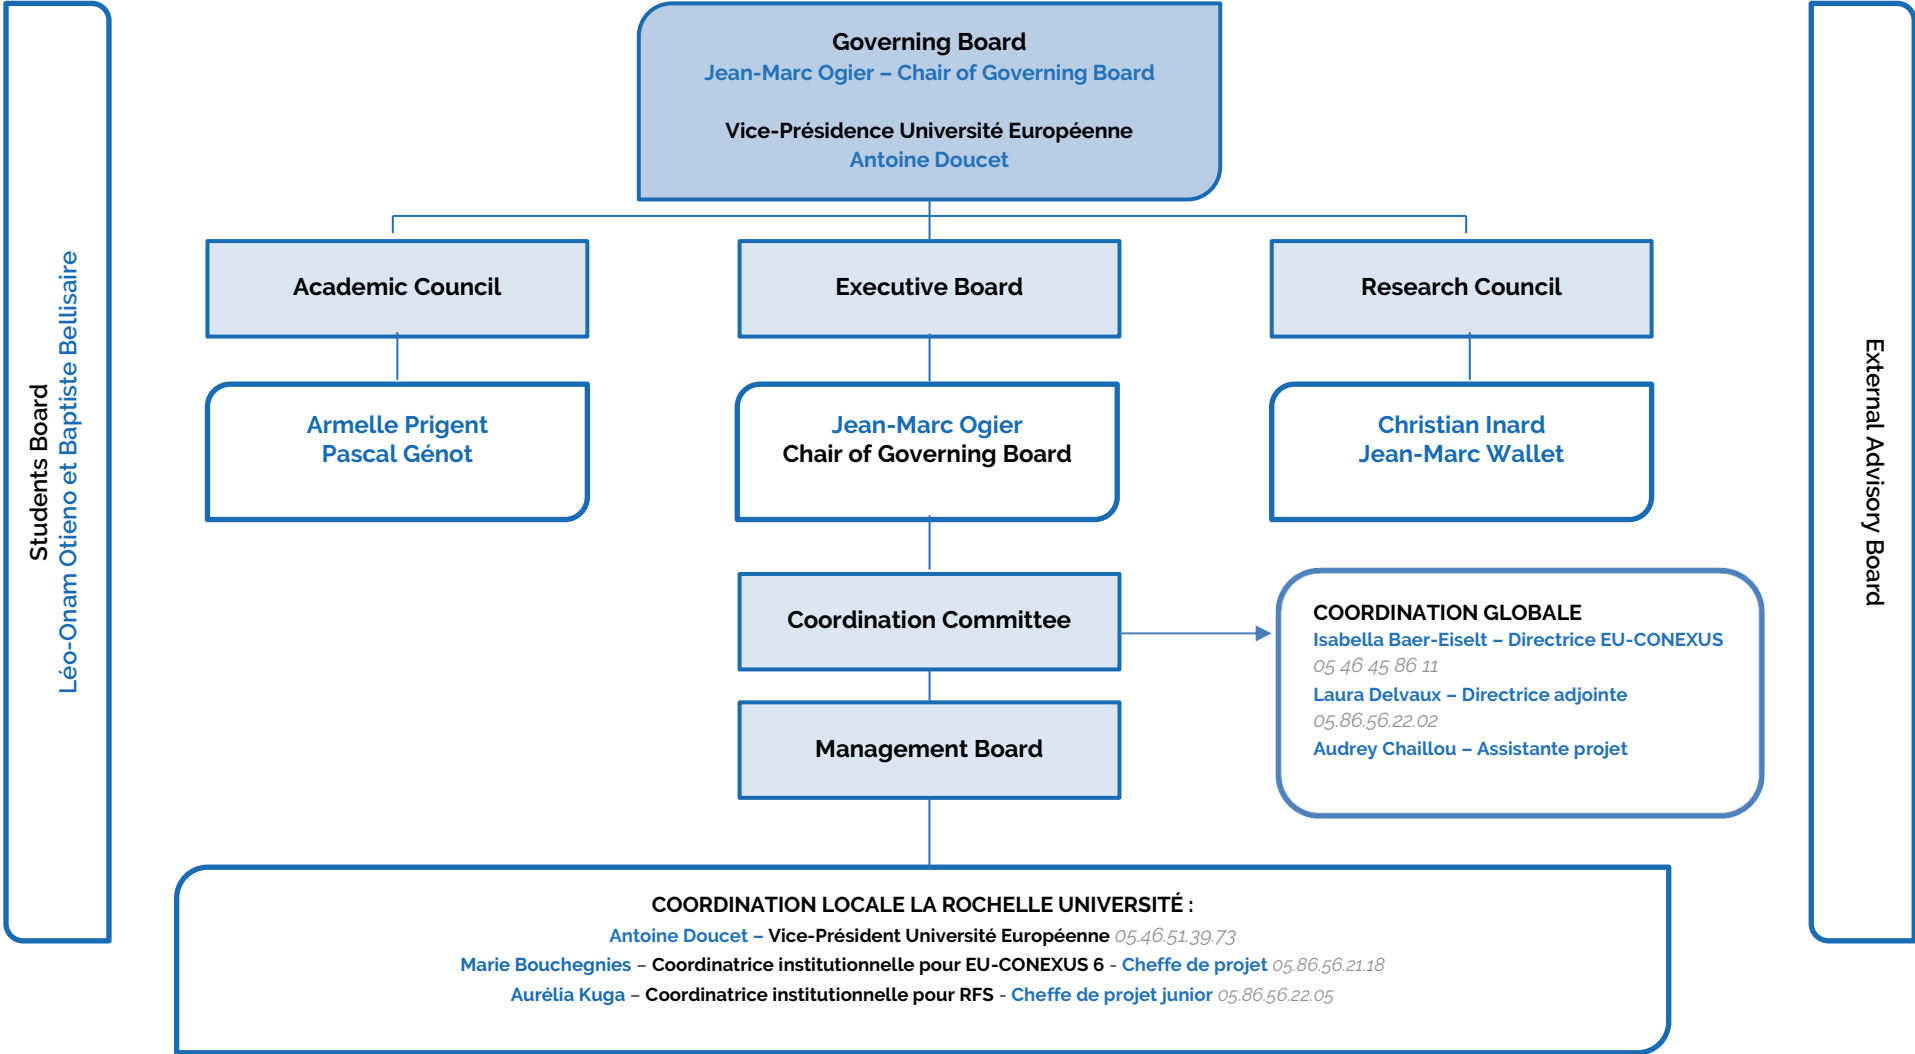 Governing Board
Jean-Marc Ogier – Chair of Governing Board
Vice-Présidence Université Européenne
Antoine Doucet
Students Board
Léo-Onam Otieno et Baptiste Bellisaire
Academic Council
Executive Board
Research Council
Armelle Prigent
Pascal Génot
Jean-Marc Ogier
Chair of Governing Board
Christian Inard
Jean-Marc Wallet
External Advisory Board
Coordination Committee
COORDINATION GLOBALE
Isabella Baer-Eiselt – Directrice EU-CONEXUS
05 46 45 86 11
Laura Delvaux – Directrice adjointe
05.86.56.22.02
Audrey Chaillou – Assistante projet
Management Board
COORDINATION LOCALE LA ROCHELLE UNIVERSITÉ :
Antoine Doucet – Vice-Président Université Européenne 05.46.51.39.73
Marie Bouchegnies – Coordinatrice institutionnelle pour EU-CONEXUS 6 - Cheffe de projet 05.86.56.21.18
Aurélia Kuga – Coordinatrice institutionnelle pour RFS - Cheffe de projet junior 05.86.56.22.05